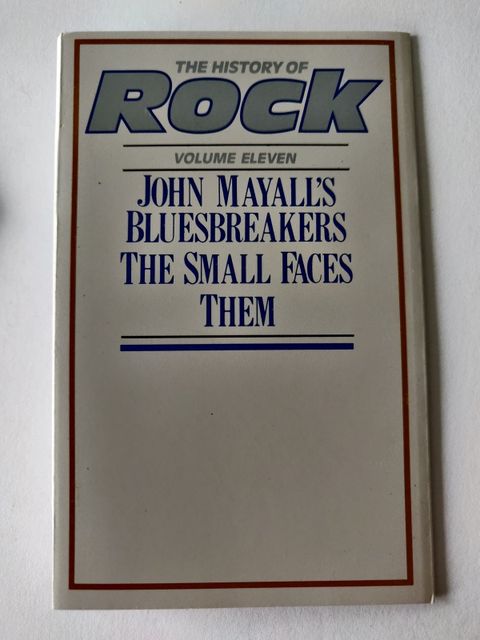 THE HISTORY OF
ROCK
VOLUME ELEVEN
JOHN MAYALL'S
BLUESBREAKERS
THE SMALL FACES
THEM